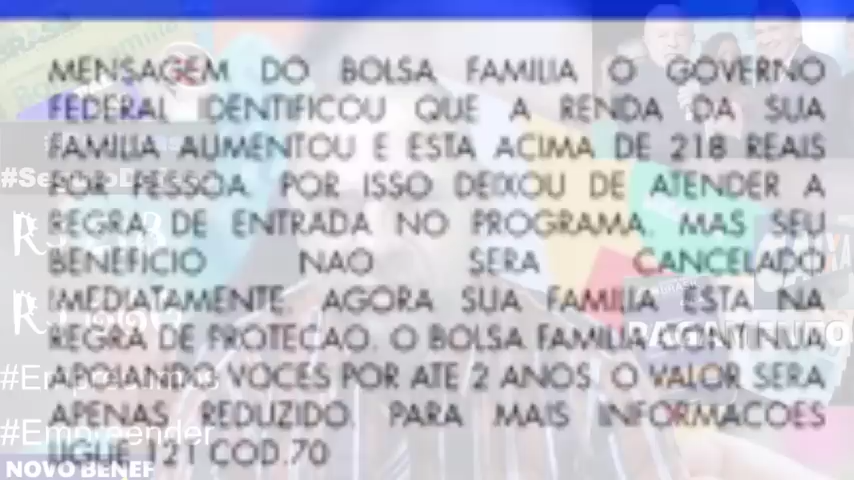 MENSAGEM DO BOLSA FAMILIA O GOVERNO
FEDERAL IDENTIFICOU QUE A RENDA DA SUA
FAMILIA AUMENTOU E ESTA ACIMA DE 218 REAIS
POR PESSOA. POR ISSO DEIXOU DE ATENDER A
REGRA DE ENTRADA NO PROGRAMA. MAS SEU
BENEFICIO NAO SERA CANCELADO
IMEDIATAMENTE. AGORA SUA FAMILIA ESTA NA
REGRA DE PROTECAO. O BOLSA FAMILIA CONTINUA
APOIANDO VOCES POR ATE 2 ANOS. O VALOR SERA
APENAS REDUZIDO. PARA MAIS INFORMACOES
LIGUE 121 COD.70
#Empreender
NOVO BENEF